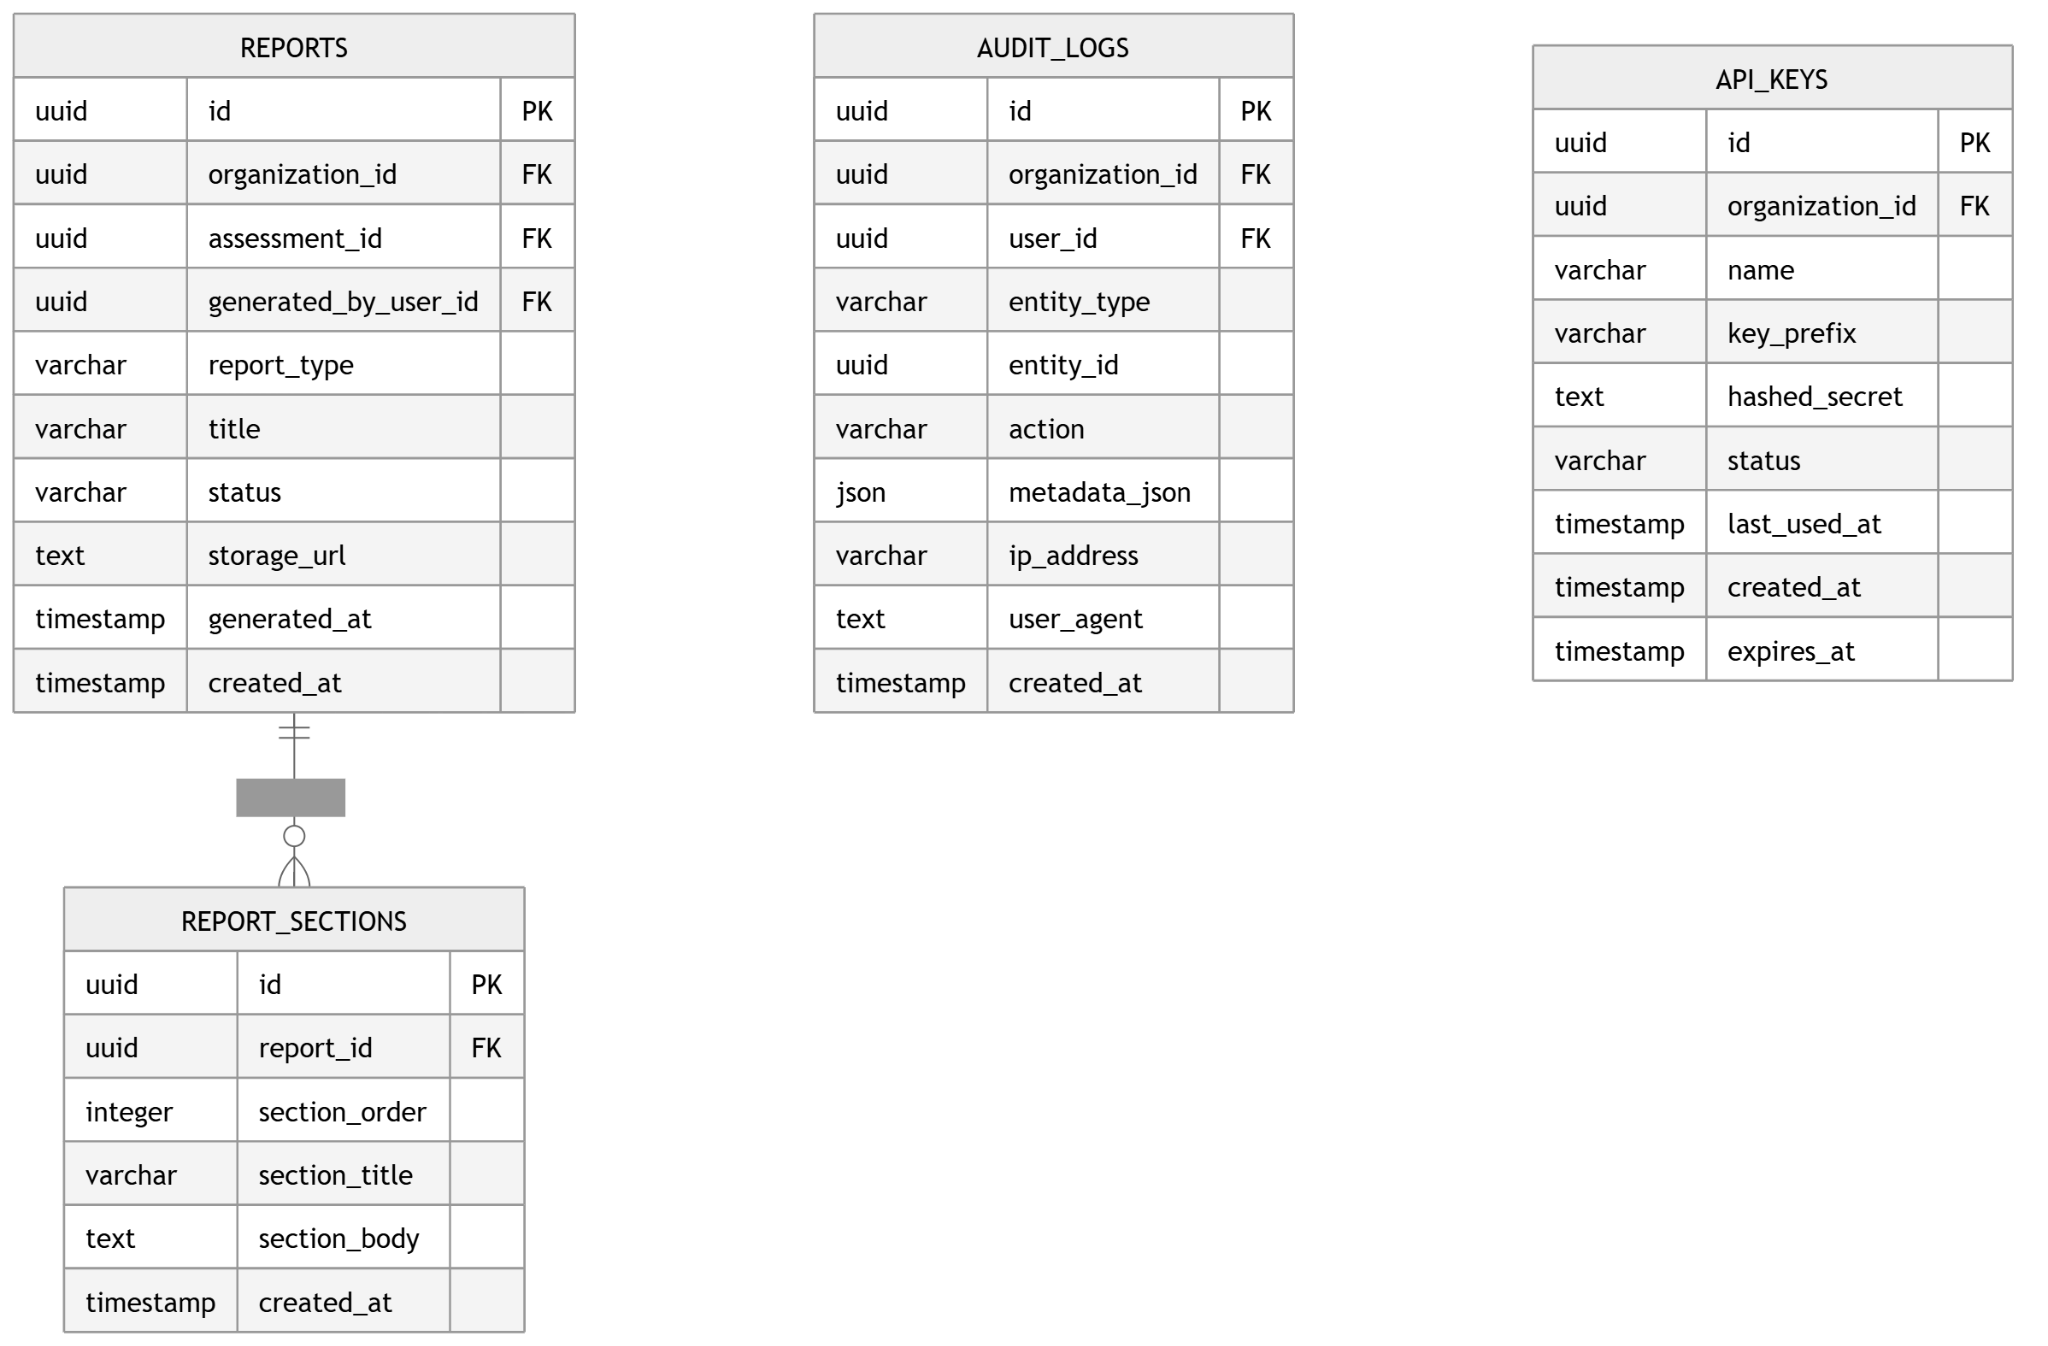 REPORTS
uuid id PK
uuid organization_id FK
uuid assessment_id FK
uuid generated_by_user_id FK
varchar report_type
varchar title
varchar status
text storage_url
timestamp generated_at
timestamp created_at
AUDIT_LOGS
uuid id PK
uuid organization_id FK
uuid user_id FK
varchar entity_type
uuid entity_id
varchar action
json metadata_json
varchar ip_address
text user_agent
timestamp created_at
API_KEYS
uuid id PK
uuid organization_id FK
varchar name
varchar key_prefix
text hashed_secret
varchar status
timestamp last_used_at
timestamp created_at
timestamp expires_at
REPORT_SECTIONS
uuid id PK
uuid report_id FK
integer section_order
varchar section_title
text section_body
timestamp created_at